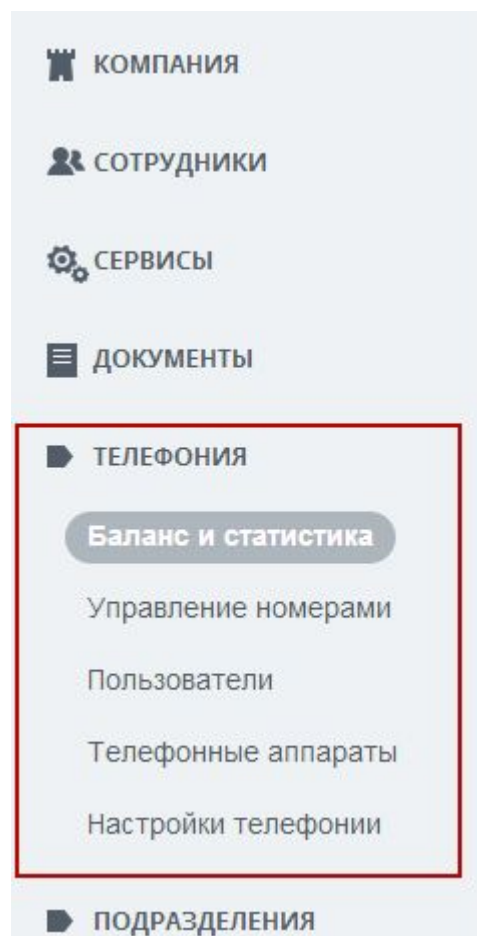 КОМПАНИЯ
СОТРУДНИКИ
СЕРВИСЫ
ДОКУМЕНТЫ
ТЕЛЕФОНИЯ
Баланс и статистика
Управление номерами
Пользователи
Телефонные аппараты
Настройки телефонии
ПОДРАЗДЕЛЕНИЯ